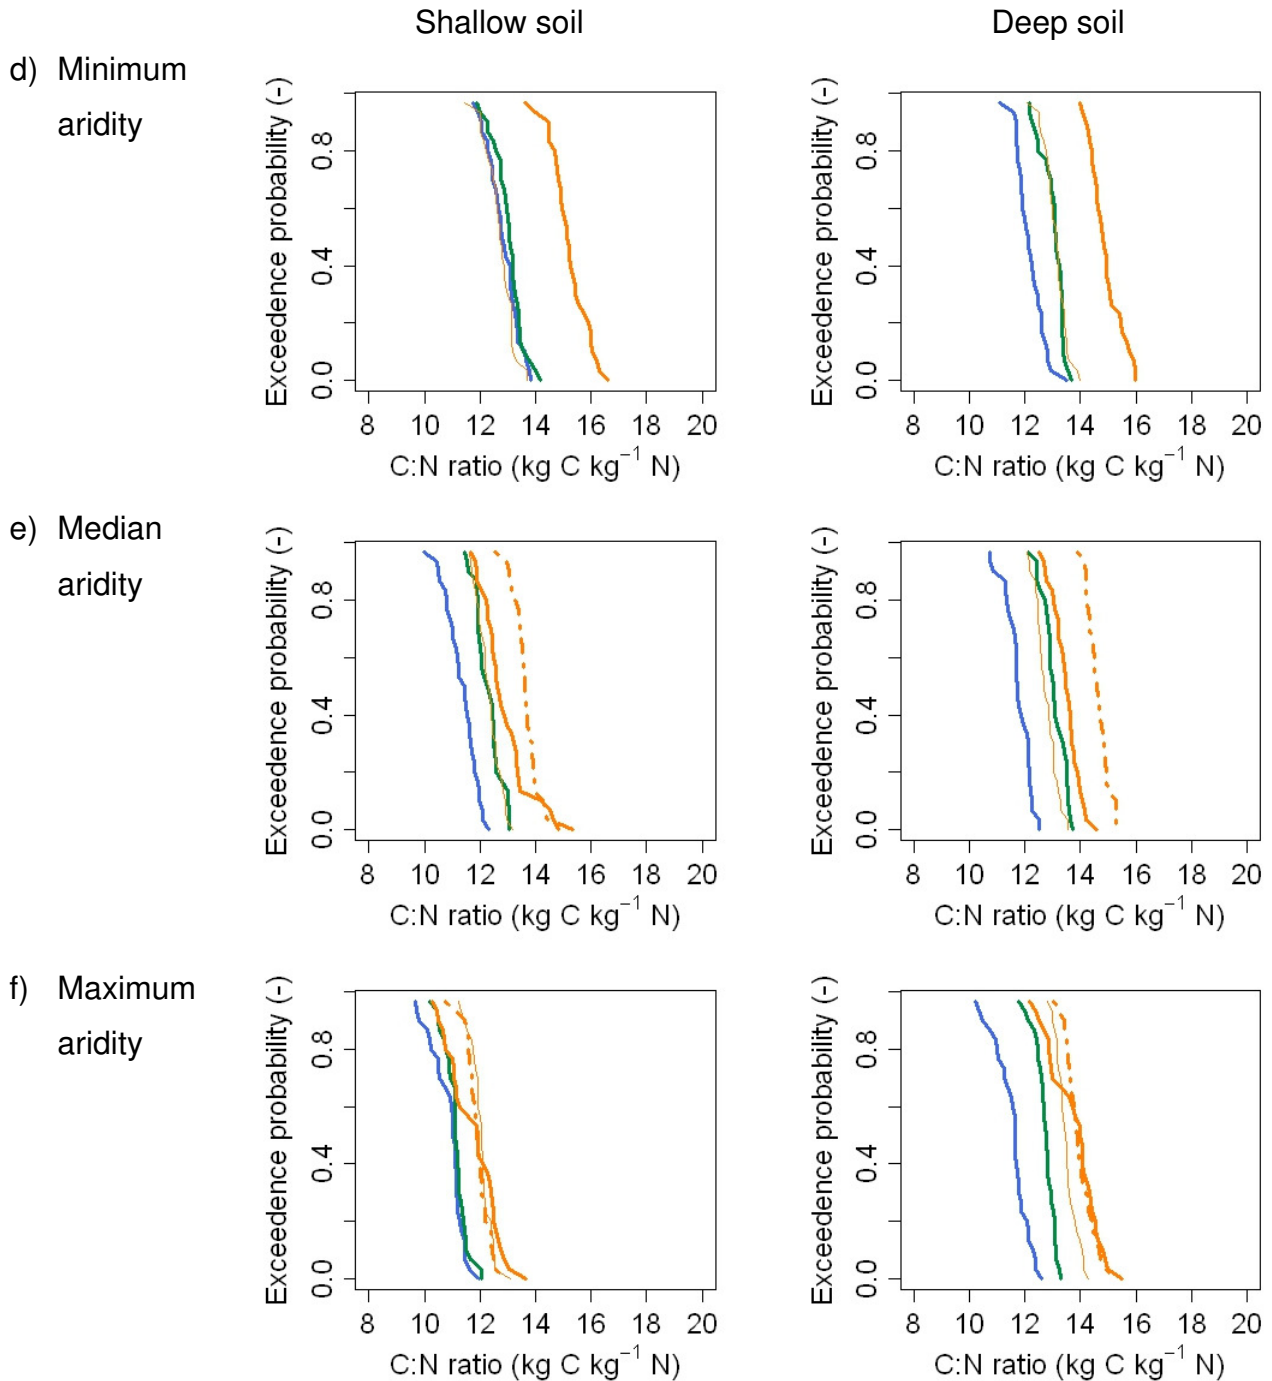 Shallow soil
Deep soil
d) Minimum
aridity
Exceedence probability (-)
0.0 0.4 0.8
8 10 12 14 16 18 20
C:N ratio (kg C kg⁻¹ N)
Exceedence probability (-)
0.0 0.4 0.8
8 10 12 14 16 18 20
C:N ratio (kg C kg⁻¹ N)
e) Median
aridity
Exceedence probability (-)
0.0 0.4 0.8
8 10 12 14 16 18 20
C:N ratio (kg C kg⁻¹ N)
Exceedence probability (-)
0.0 0.4 0.8
8 10 12 14 16 18 20
C:N ratio (kg C kg⁻¹ N)
f) Maximum
aridity
Exceedence probability (-)
0.0 0.4 0.8
8 10 12 14 16 18 20
C:N ratio (kg C kg⁻¹ N)
Exceedence probability (-)
0.0 0.4 0.8
8 10 12 14 16 18 20
C:N ratio (kg C kg⁻¹ N)